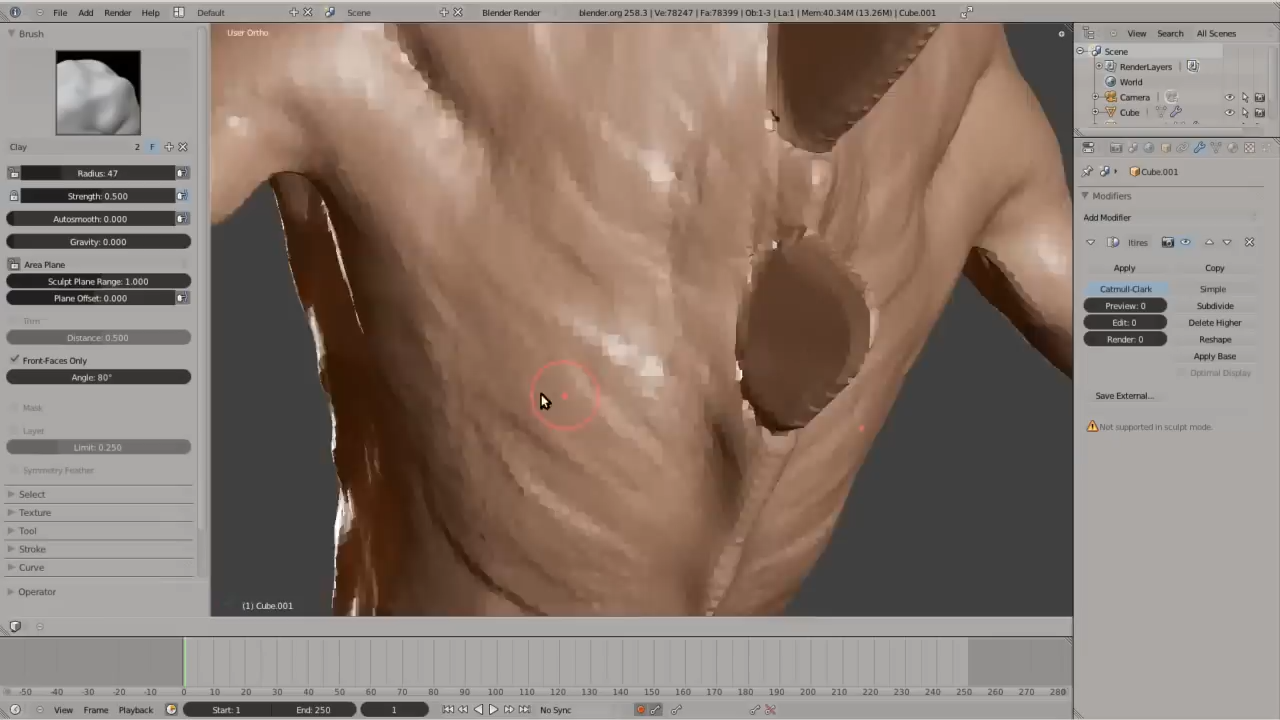 File Add Render Help Default Scene Blender Render blender.org 258.3 | Ve:78247 | Fa:78399 | Ob:1-3 | La:1 | Mem:40.34M (13.26M) | Cube.001
Brush
User Ortho
View Search All Scenes
Scene
RenderLayers
World
Camera
Cube
Clay 2 F
Cube.001
Radius: 47
Strength: 0.500
Modifiers
Autosmooth: 0.000
Add Modifier
Gravity: 0.000
ltires
Area Plane
Apply Copy
Sculpt Plane Range: 1.000
Catmull-Clark Simple
Plane Offset: 0.000
Preview: 0 Subdivide
Trim
Edit: 0 Delete Higher
Distance: 0.500
Render: 0 Reshape
Front-Faces Only
Apply Base
Angle: 80°
Optimal Display
Save External...
Mask
Layer
Not supported in sculpt mode.
Limit: 0.250
Symmetry Feather
Select
Texture
Tool
Stroke
Curve
Operator
(1) Cube.001
-50 -40 -30 -20 -10 0 10 20 30 40 50 60 70 80 90 100 110 120 130 140 150 160 170 180 190 200 210 220 230 240 250 260 270 280
View Frame Playback Start: 1 End: 250 1 No Sync